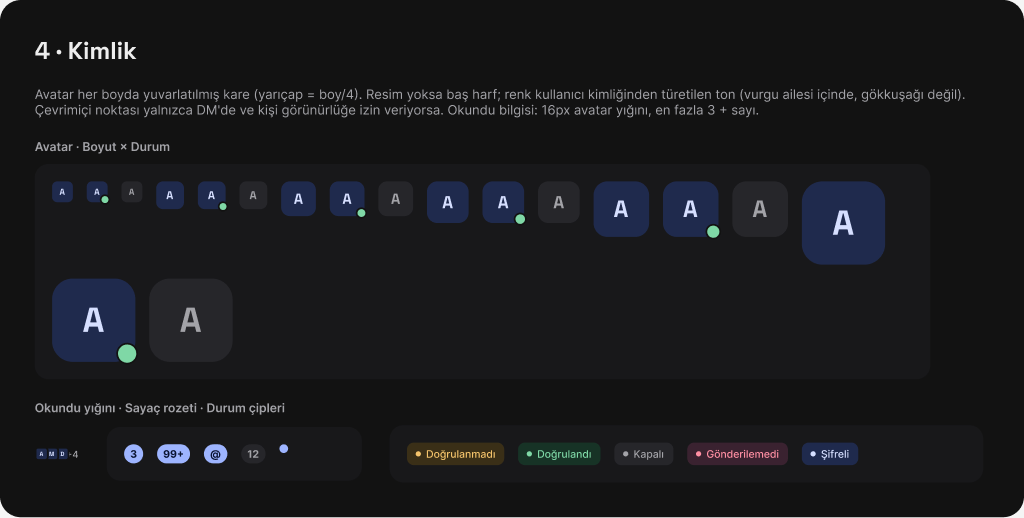 4 · Kimlik
Avatar her boyda yuvarlatılmış kare (yarıçap = boy/4). Resim yoksa baş harf; renk kullanıcı kimliğinden türetilen ton (vurgu ailesi içinde, gökkuşağı değil).
Çevrimiçi noktası yalnızca DM'de ve kişi görünürlüğe izin veriyorsa. Okundu bilgisi: 16px avatar yığını, en fazla 3 + sayı.
Avatar · Boyut × Durum
A A A A A A A A A A A A A A A A
A A
Okundu yığını · Sayaç rozeti · Durum çipleri
A M D +4 3 99+ @ 12 Doğrulanmadı Doğrulandı Kapalı Gönderilemedi Şifreli